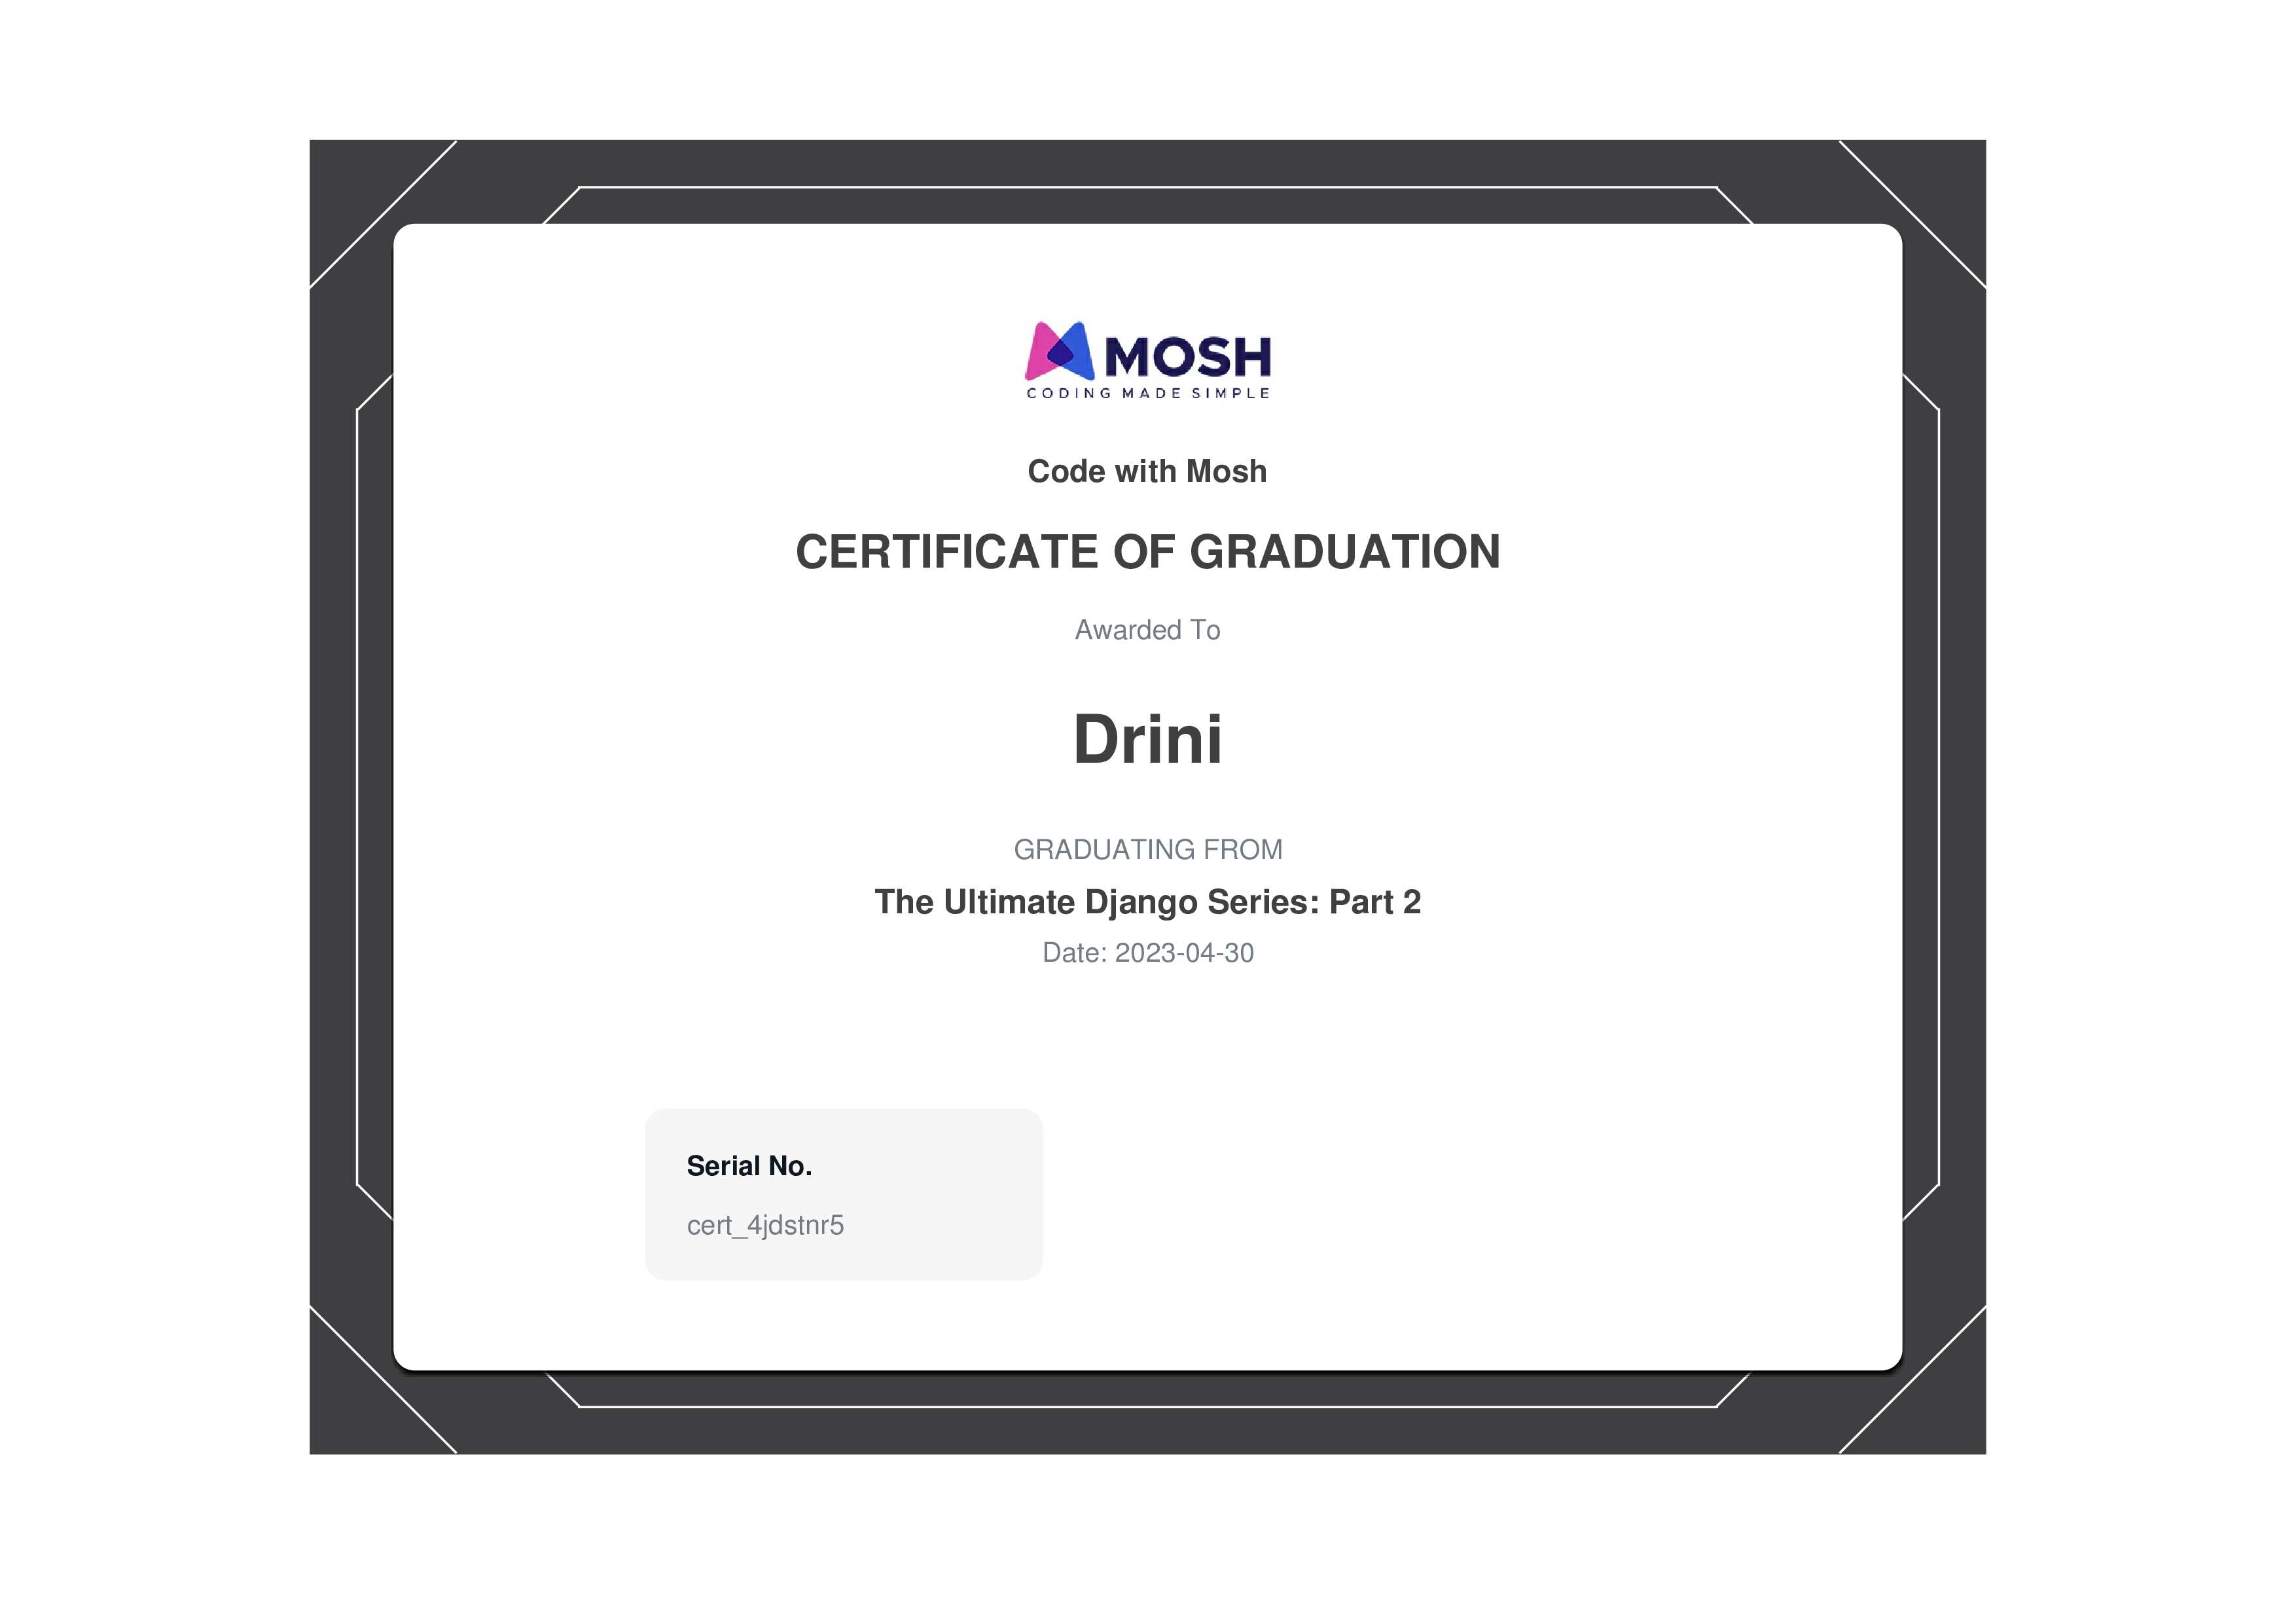 MOSH
CODING MADE SIMPLE
Code with Mosh
CERTIFICATE OF GRADUATION
Awarded To
Drini
GRADUATING FROM
The Ultimate Django Series: Part 2
Date: 2023-04-30
Serial No.
cert_4jdstnr5